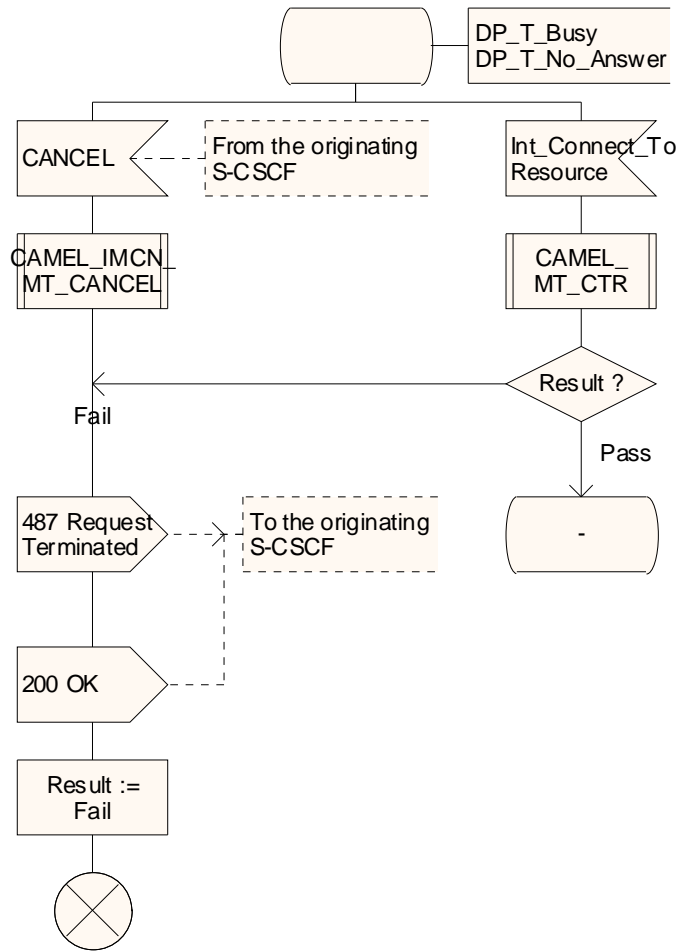 DP_T_Busy
DP_T_No_Answer
CANCEL
From the originating
S-CSCF
Int_Connect_To
Resource
CAMEL_IMCN_
MT_CANCEL
CAMEL_
MT_CTR
Result ?
Fail
Pass
487 Request
Terminated
To the originating
S-CSCF
-
200 OK
Result :=
Fail